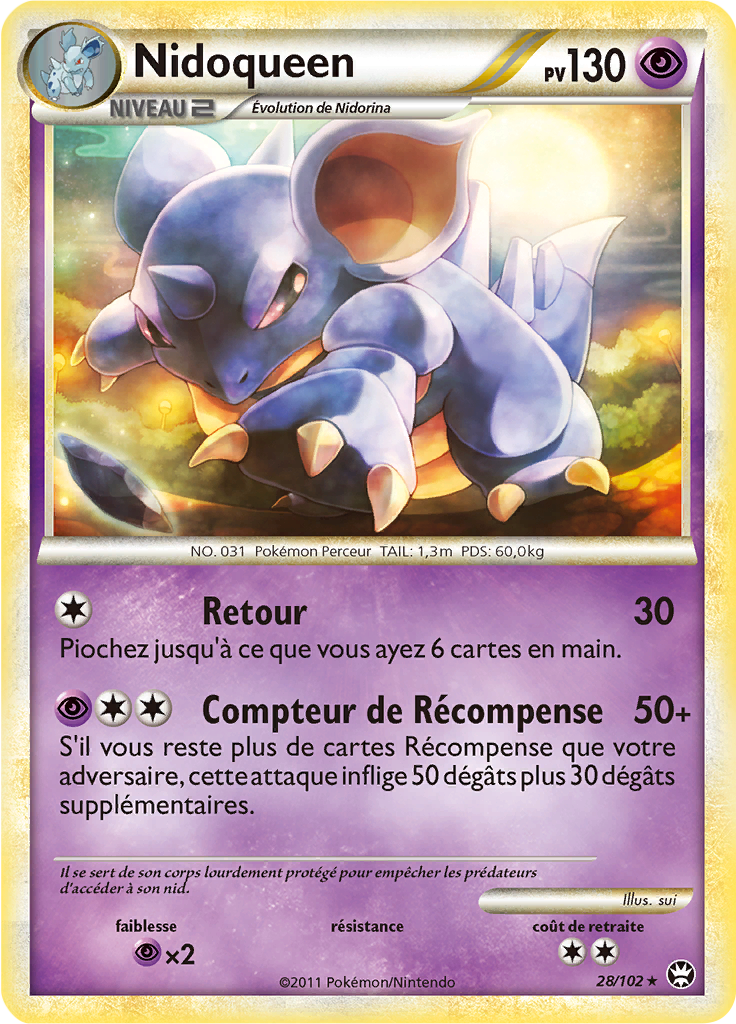 Nidoqueen
PV130
NIVEAU 2
Évolution de Nidorina
NO. 031 Pokémon Perceur TAIL: 1,3m PDS: 60,0kg
Retour 30
Piochez jusqu'à ce que vous ayez 6 cartes en main.
Compteur de Récompense 50+
S'il vous reste plus de cartes Récompense que votre
adversaire, cette attaque inflige 50 dégâts plus 30 dégâts
supplémentaires.
Il se sert de son corps lourdement protégé pour empêcher les prédateurs
d'accéder à son nid.
Illus. sui
faiblesse résistance coût de retraite
×2
©2011 Pokémon/Nintendo
28/102 ★